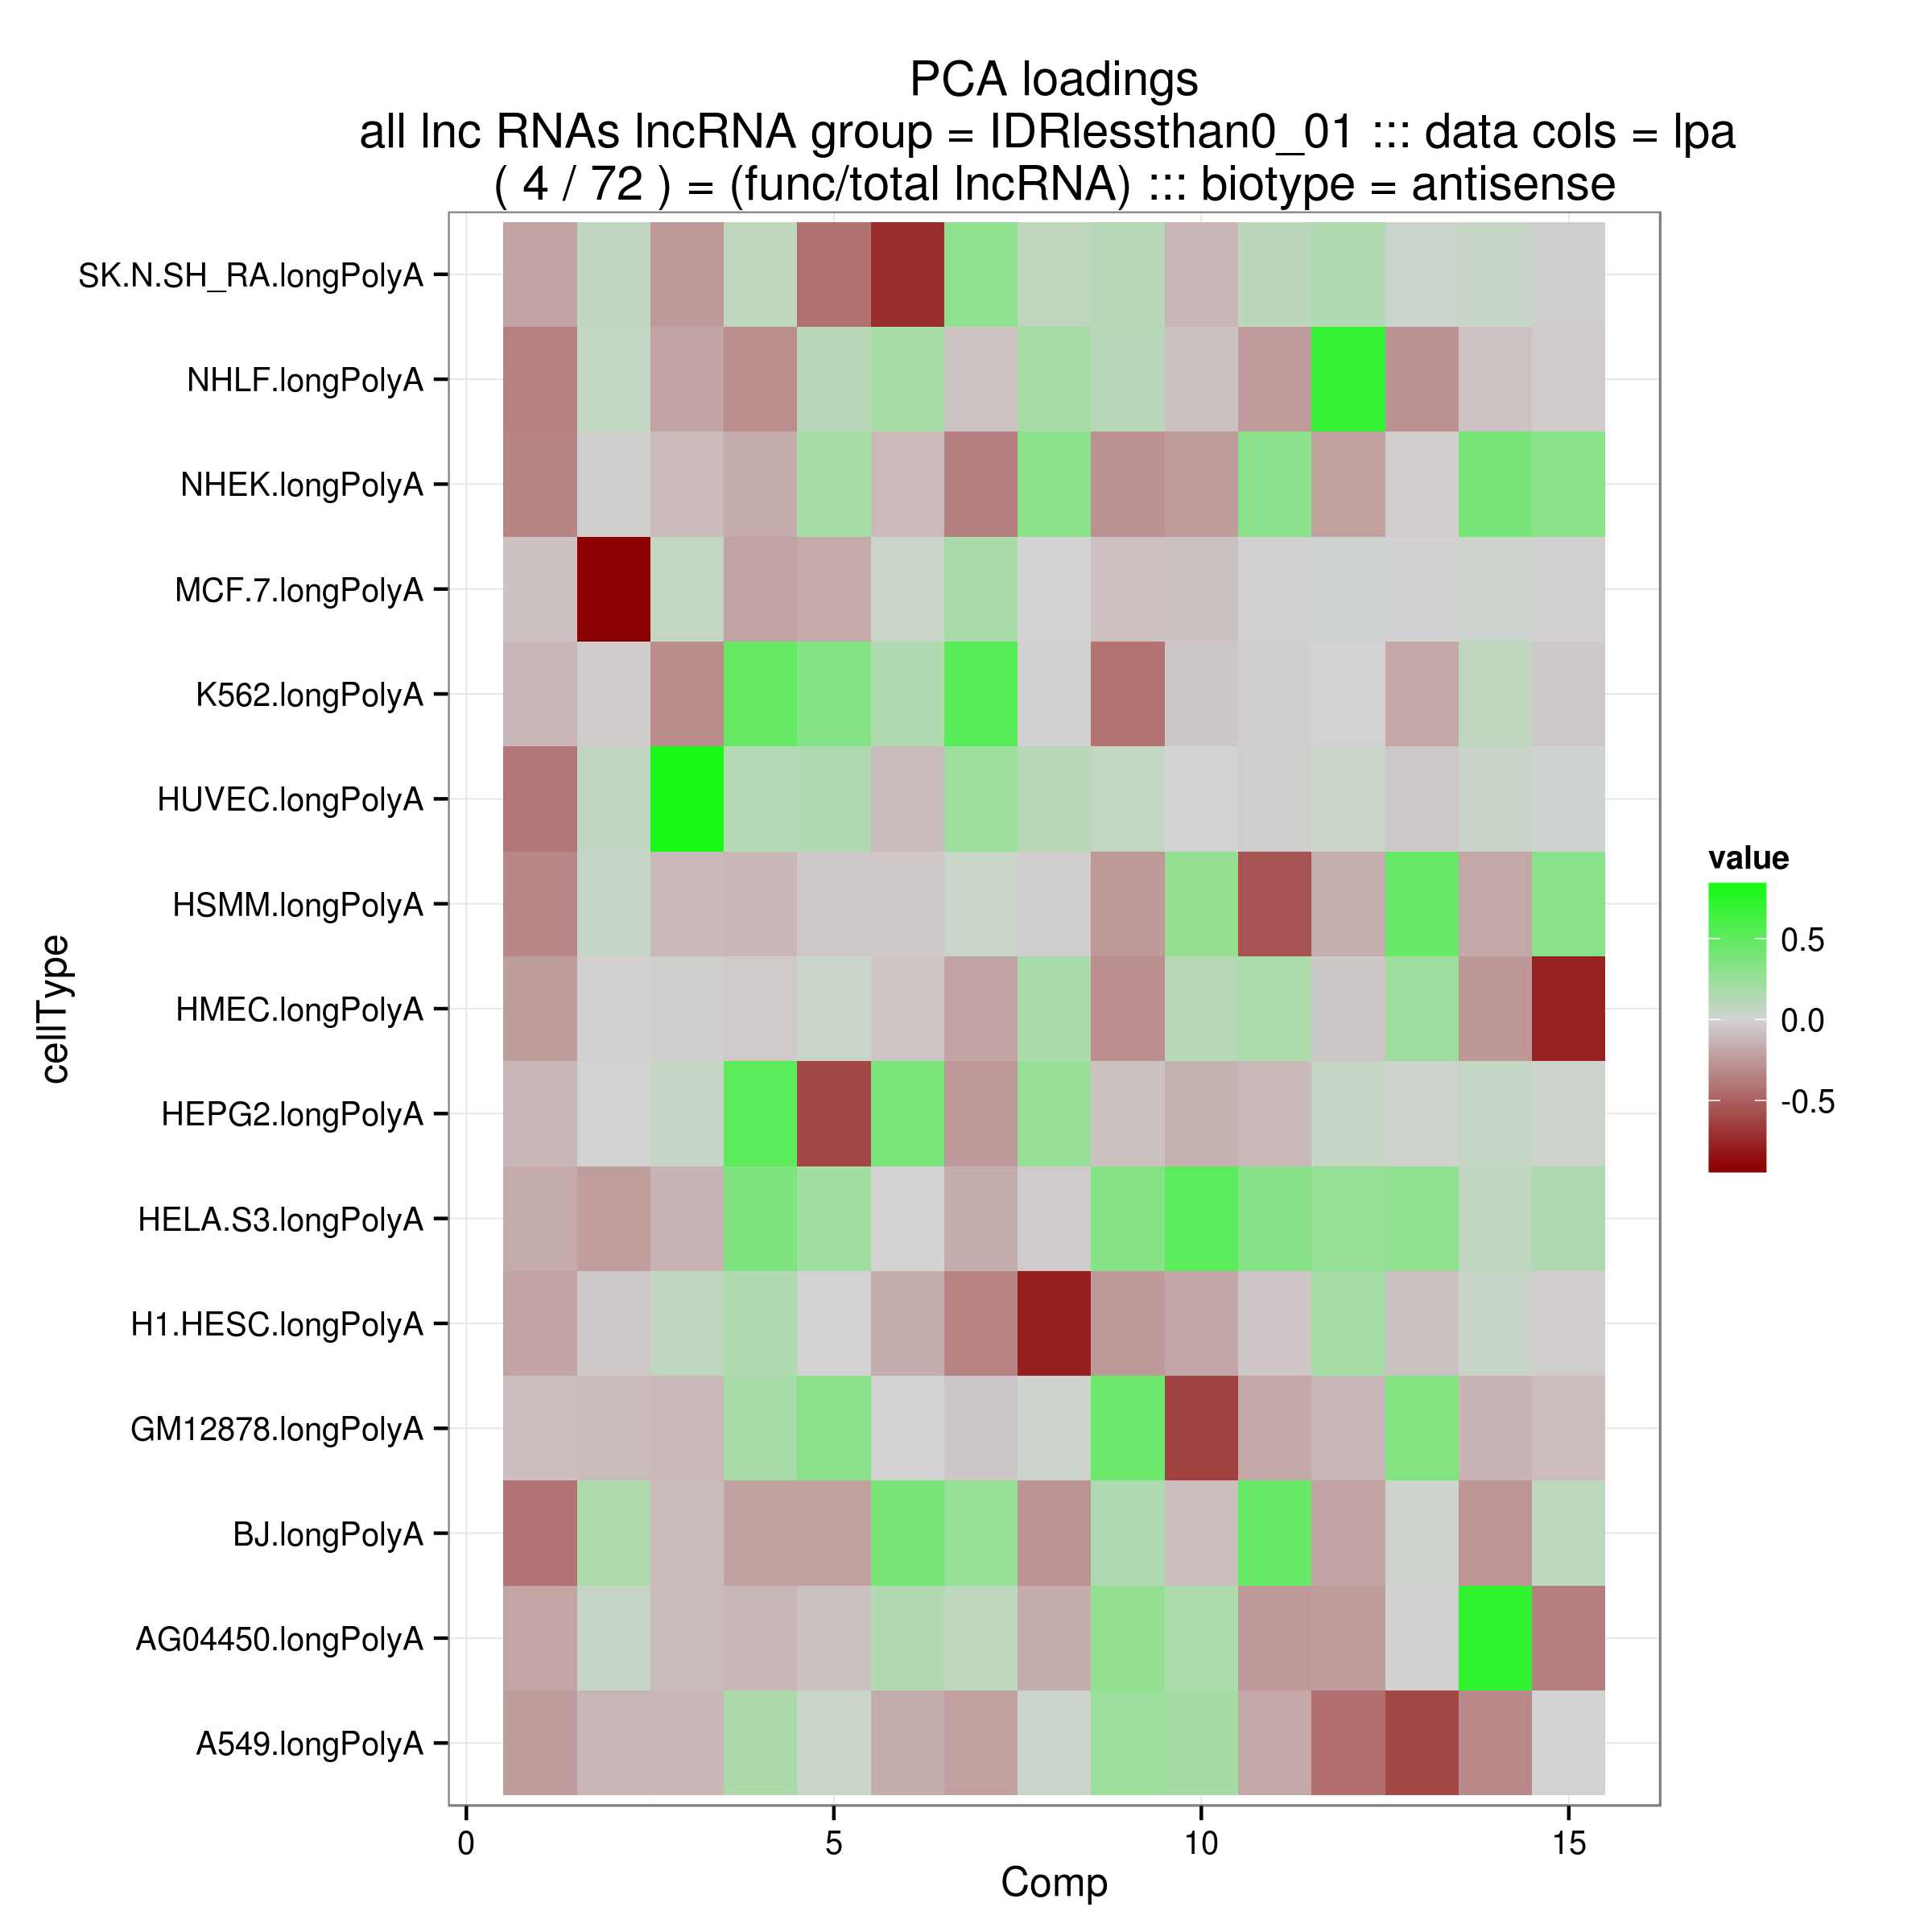 PCA loadings
all lnc RNAs lncRNA group = IDRlessthan0_01 ::: data cols = lpa
( 4 / 72 ) = (func/total lncRNA) ::: biotype = antisense
cellType
SK.N.SH_RA.longPolyA
NHLF.longPolyA
NHEK.longPolyA
MCF.7.longPolyA
K562.longPolyA
HUVEC.longPolyA
HSMM.longPolyA
HMEC.longPolyA
HEPG2.longPolyA
HELA.S3.longPolyA
H1.HESC.longPolyA
GM12878.longPolyA
BJ.longPolyA
AG04450.longPolyA
A549.longPolyA
0 5 10 15
Comp
value
0.5
0.0
-0.5